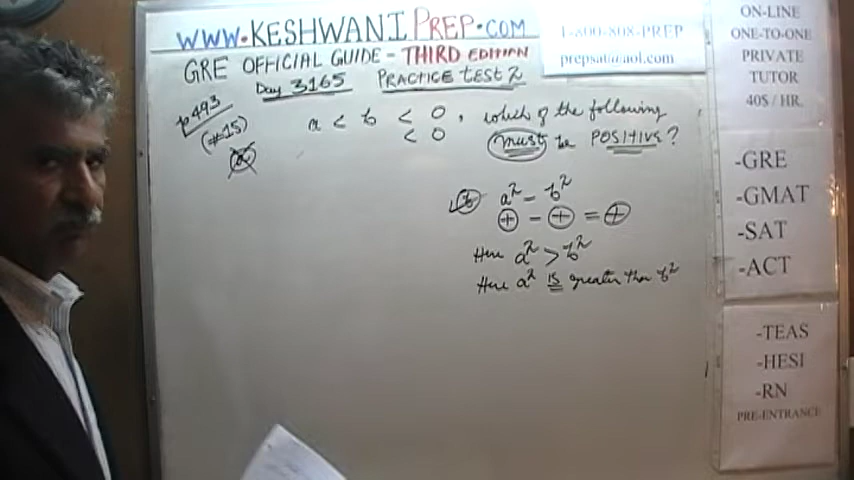 WWW.KESHWANIPREP.COM
GRE OFFICIAL GUIDE - THIRD EDITION
Day 3165 PRACTICE TEST 2
p493
(#15)
a < b < 0, which of the following
< 0 must be POSITIVE?
a
b a² - b²
+ - + = +
Here a² > b²
Here a² is greater than b²
1-800-808-PREP
prepsat@aol.com
ON-LINE
ONE-TO-ONE
PRIVATE
TUTOR
40$ / HR.
-GRE
-GMAT
-SAT
-ACT
-TEAS
-HESI
-RN
PRE-ENTRANCE